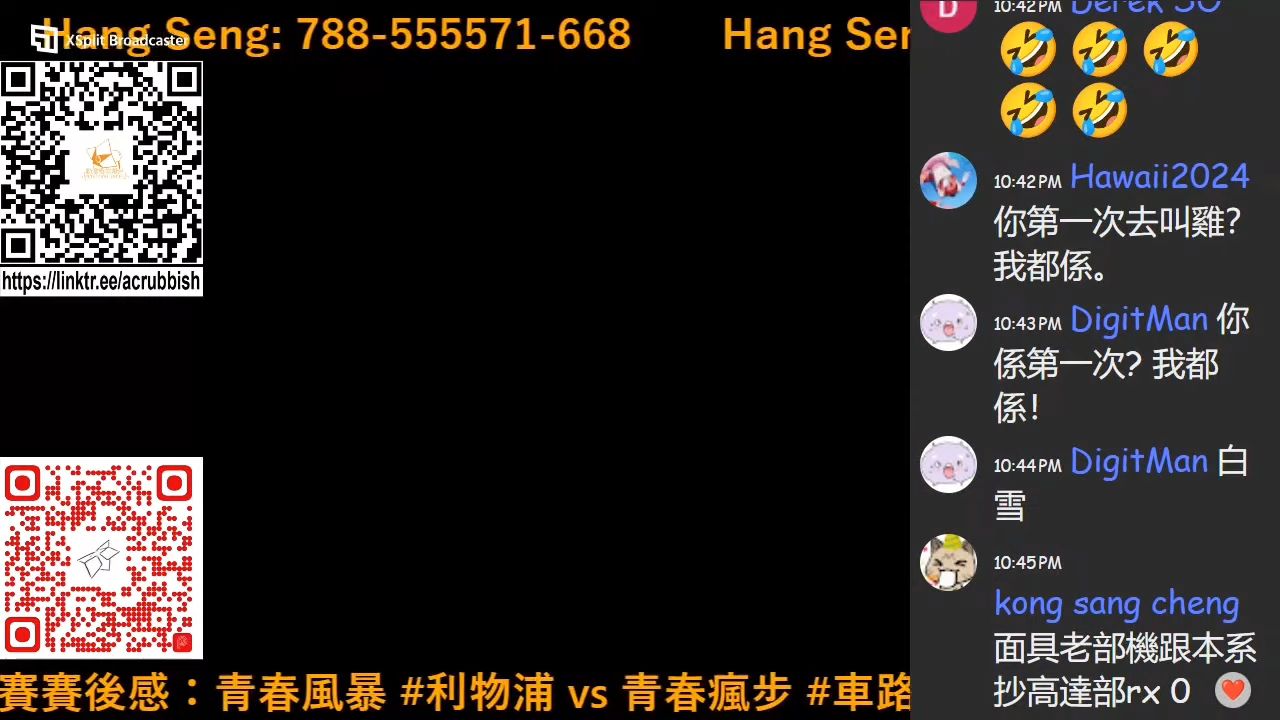 Hang Seng: 788-555571-668 Hang Ser
XSplit Broadcaster
https://linktr.ee/acrubbish
賽賽後感：青春風暴 #利物浦 vs 青春瘋步 #車路
10:42 PM Derek SO
🤣🤣🤣
🤣🤣
10:42 PM Hawaii2024
你第一次去叫雞?
我都係。
10:43 PM DigitMan 你
係第一次? 我都
係!
10:44 PM DigitMan 白
雪
10:45 PM
kong sang cheng
面具老部機跟本系
抄高達部rx 0